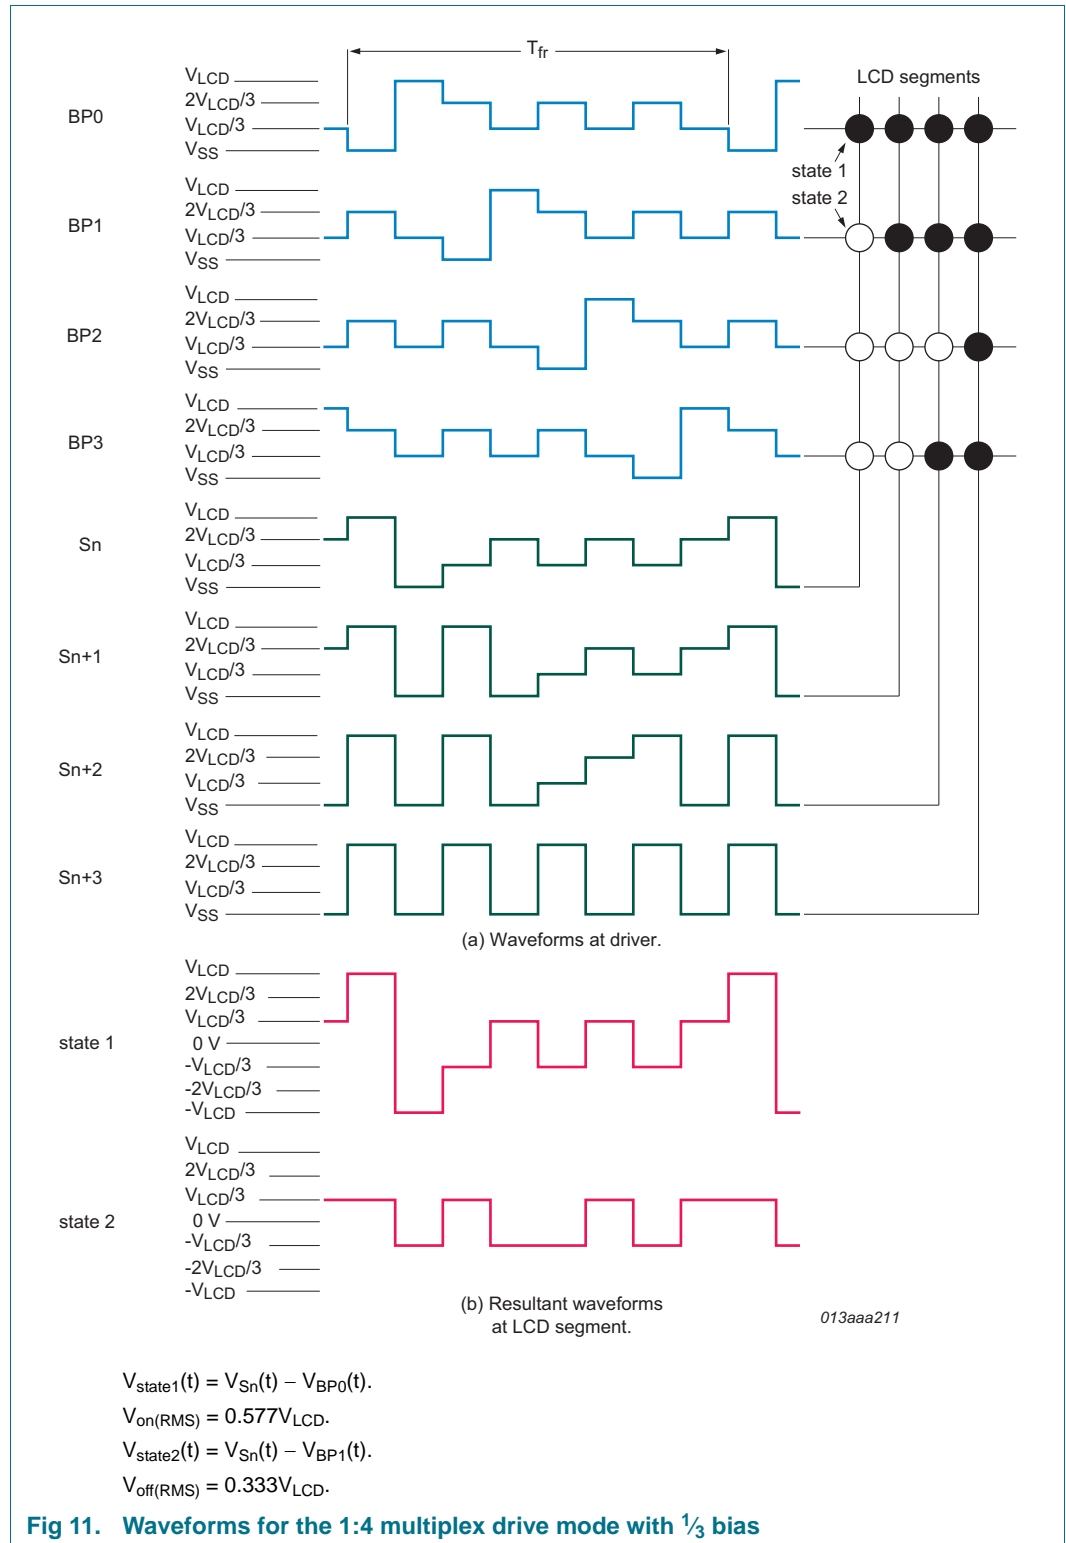 Tfr
VLCD
2VLCD/3
BP0
VLCD/3
VSS
LCD segments
state 1
state 2
VLCD
2VLCD/3
BP1
VLCD/3
VSS
VLCD
2VLCD/3
BP2
VLCD/3
VSS
VLCD
2VLCD/3
BP3
VLCD/3
VSS
VLCD
2VLCD/3
Sn
VLCD/3
VSS
VLCD
2VLCD/3
Sn+1
VLCD/3
VSS
VLCD
2VLCD/3
Sn+2
VLCD/3
VSS
VLCD
2VLCD/3
Sn+3
VLCD/3
VSS
(a) Waveforms at driver.
VLCD
2VLCD/3
VLCD/3
state 1
0 V
-VLCD/3
-2VLCD/3
-VLCD
VLCD
2VLCD/3
VLCD/3
state 2
0 V
-VLCD/3
-2VLCD/3
-VLCD
(b) Resultant waveforms
at LCD segment.
013aaa211
Vstate1(t) = VSn(t) − VBP0(t).
Von(RMS) = 0.577VLCD.
Vstate2(t) = VSn(t) − VBP1(t).
Voff(RMS) = 0.333VLCD.
Fig 11. Waveforms for the 1:4 multiplex drive mode with 1⁄3 bias